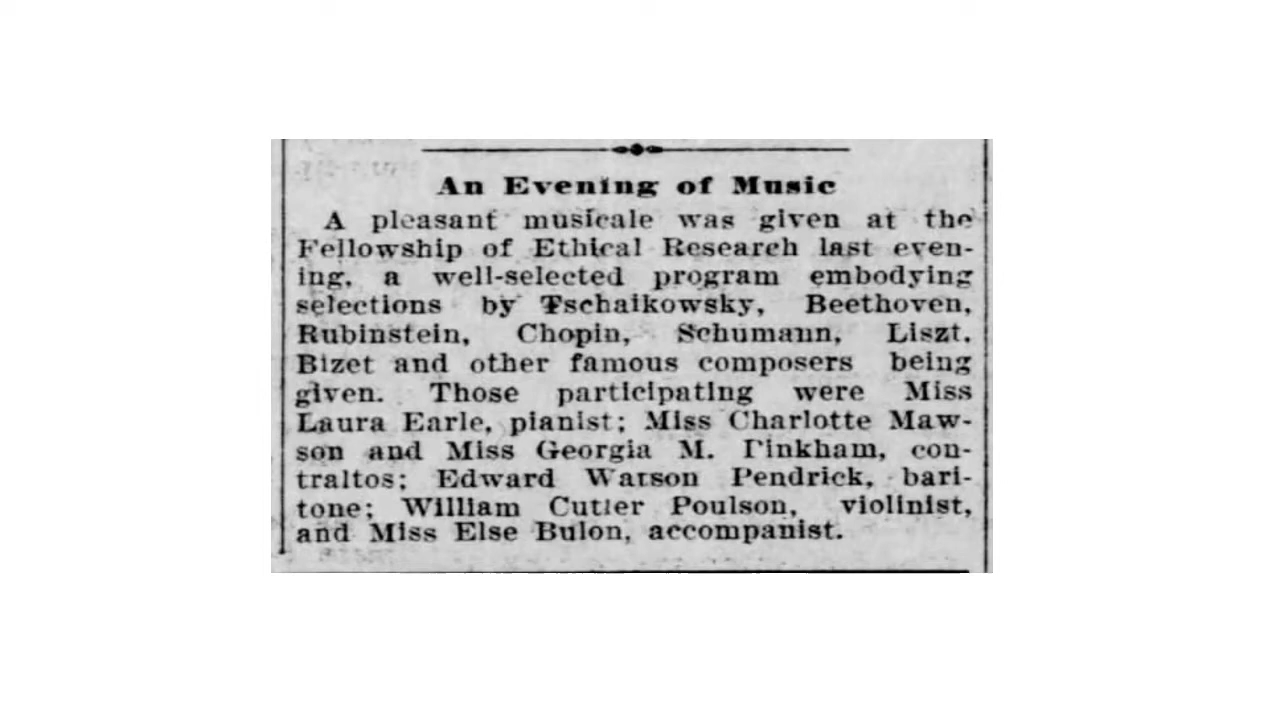 An Evening of Music
A pleasant musicale was given at the
Fellowship of Ethical Research last even-
ing, a well-selected program embodying
selections by Tschaikowsky, Beethoven,
Rubinstein, Chopin, Schumann, Liszt,
Bizet and other famous composers being
given. Those participating were Miss
Laura Earle, pianist; Miss Charlotte Maw-
son and Miss Georgia M. Pinkham, con-
traltos; Edward Watson Pendrick, bari-
tone; William Cutler Poulson, violinist,
and Miss Else Bulon, accompanist.